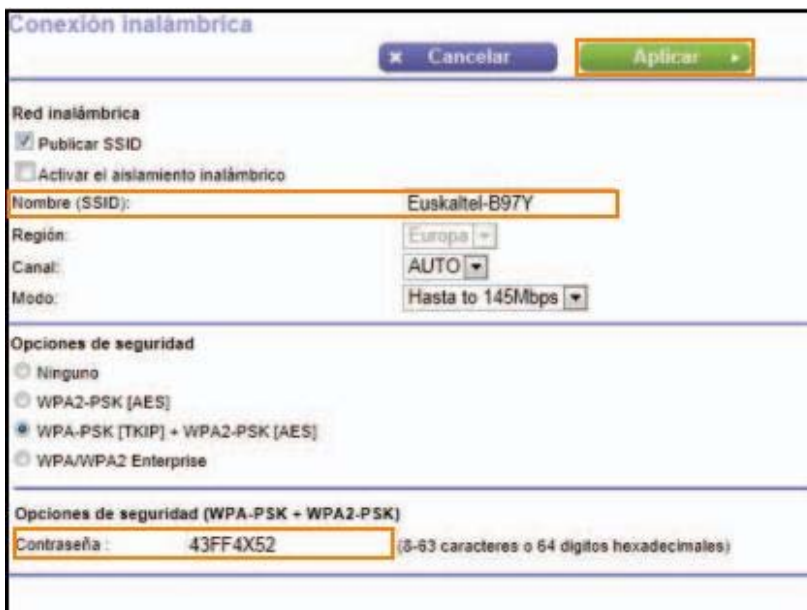 Conexión inalámbrica
× Cancelar Aplicar
Red inalámbrica
Publicar SSID
Activar el aislamiento inalámbrico
Nombre (SSID): Euskaltel-B97Y
Región: Europa
Canal: AUTO
Modo: Hasta to 145Mbps
Opciones de seguridad
Ninguno
WPA2-PSK [AES]
WPA-PSK [TKIP] + WPA2-PSK [AES]
WPA/WPA2 Enterprise
Opciones de seguridad (WPA-PSK + WPA2-PSK)
Contraseña : 43FF4X52 (8-63 caracteres o 64 dígitos hexadecimales)